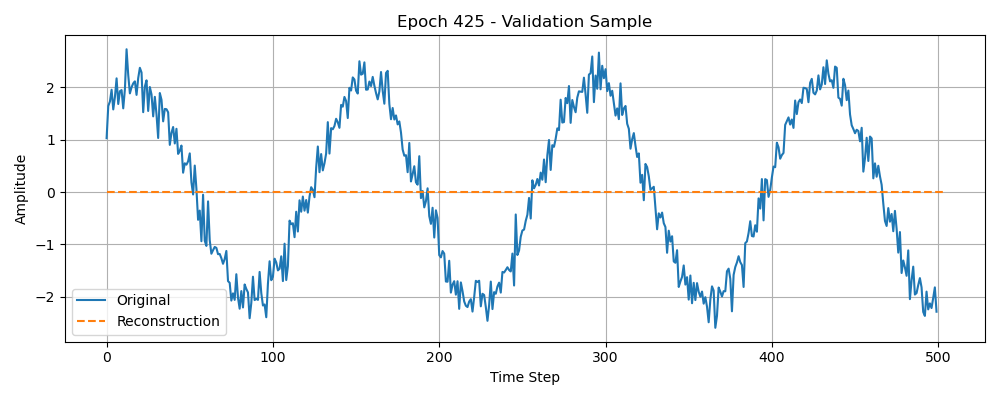 Epoch 425 - Validation Sample
Amplitude
2
1
0
−1
−2
Original
Reconstruction
0 100 200 300 400 500
Time Step